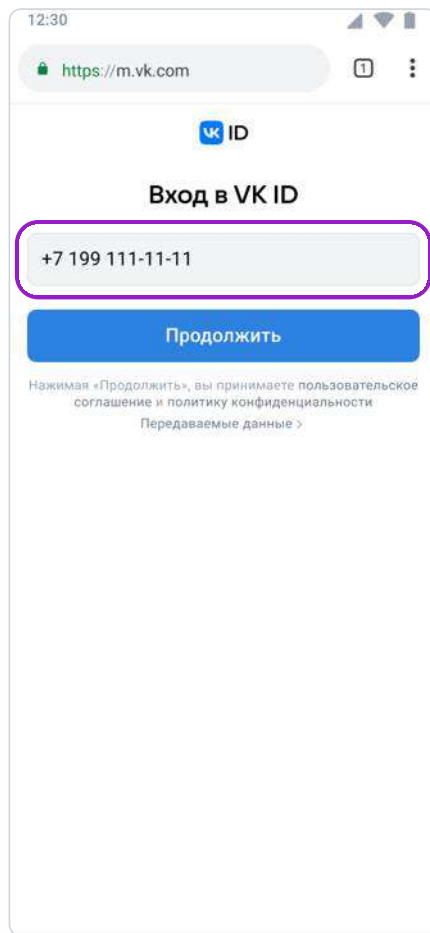 12:30
https://m.vk.com
1
VK ID
Вход в VK ID
+7 199 111-11-11
Продолжить
Нажимая «Продолжить», вы принимаете пользовательское
соглашение и политику конфиденциальности
Передаваемые данные >